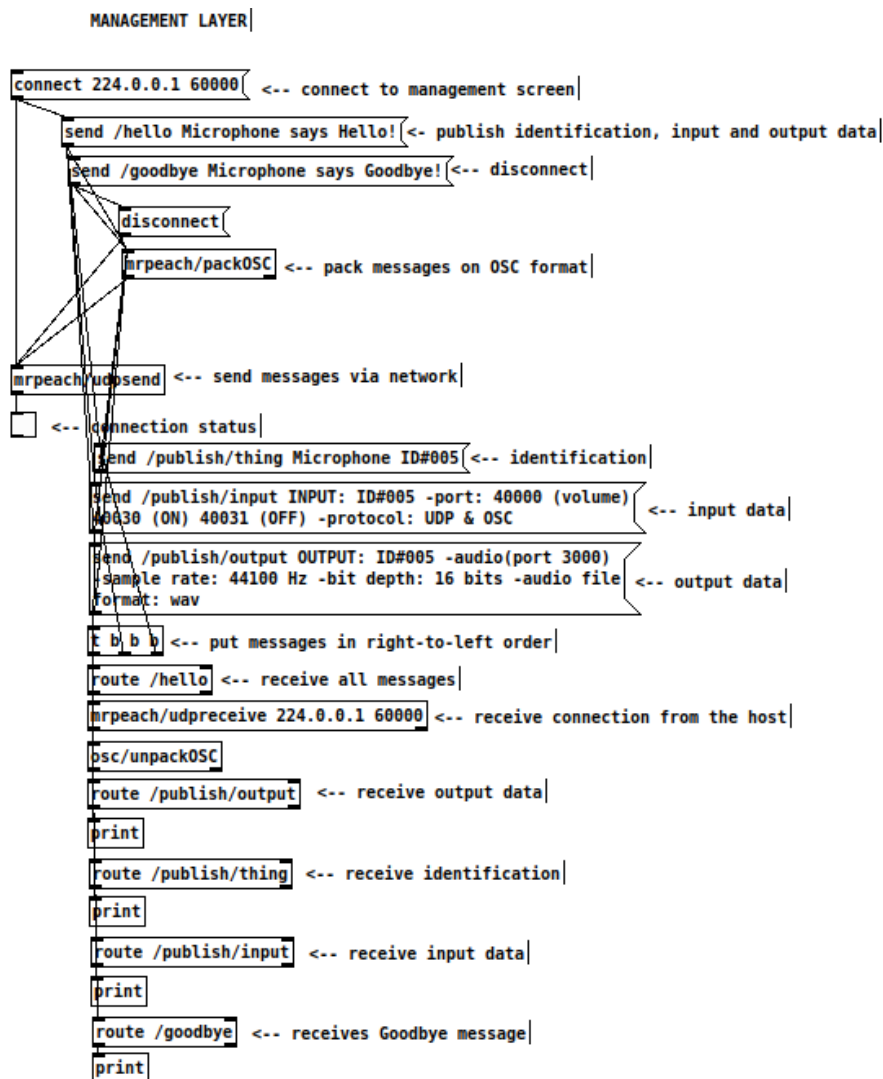 MANAGEMENT LAYER
connect 224.0.0.1 60000
<-- connect to management screen
send /hello Microphone says Hello!
<- publish identification, input and output data
send /goodbye Microphone says Goodbye!
<-- disconnect
disconnect
mrpeach/packOSC
<-- pack messages on OSC format
mrpeach/udpsend
<-- send messages via network
<-- connection status
send /publish/thing Microphone ID#005
<-- identification
send /publish/input INPUT: ID#005 -port: 40000 (volume)
40030 (ON) 40031 (OFF) -protocol: UDP & OSC
<-- input data
send /publish/output OUTPUT: ID#005 -audio(port 3000)
-sample rate: 44100 Hz -bit depth: 16 bits -audio file
format: wav
<-- output data
t b b b
<-- put messages in right-to-left order
route /hello
<-- receive all messages
mrpeach/udpreceive 224.0.0.1 60000
<-- receive connection from the host
osc/unpackOSC
route /publish/output
<-- receive output data
print
route /publish/thing
<-- receive identification
print
route /publish/input
<-- receive input data
print
route /goodbye
<-- receives Goodbye message
print